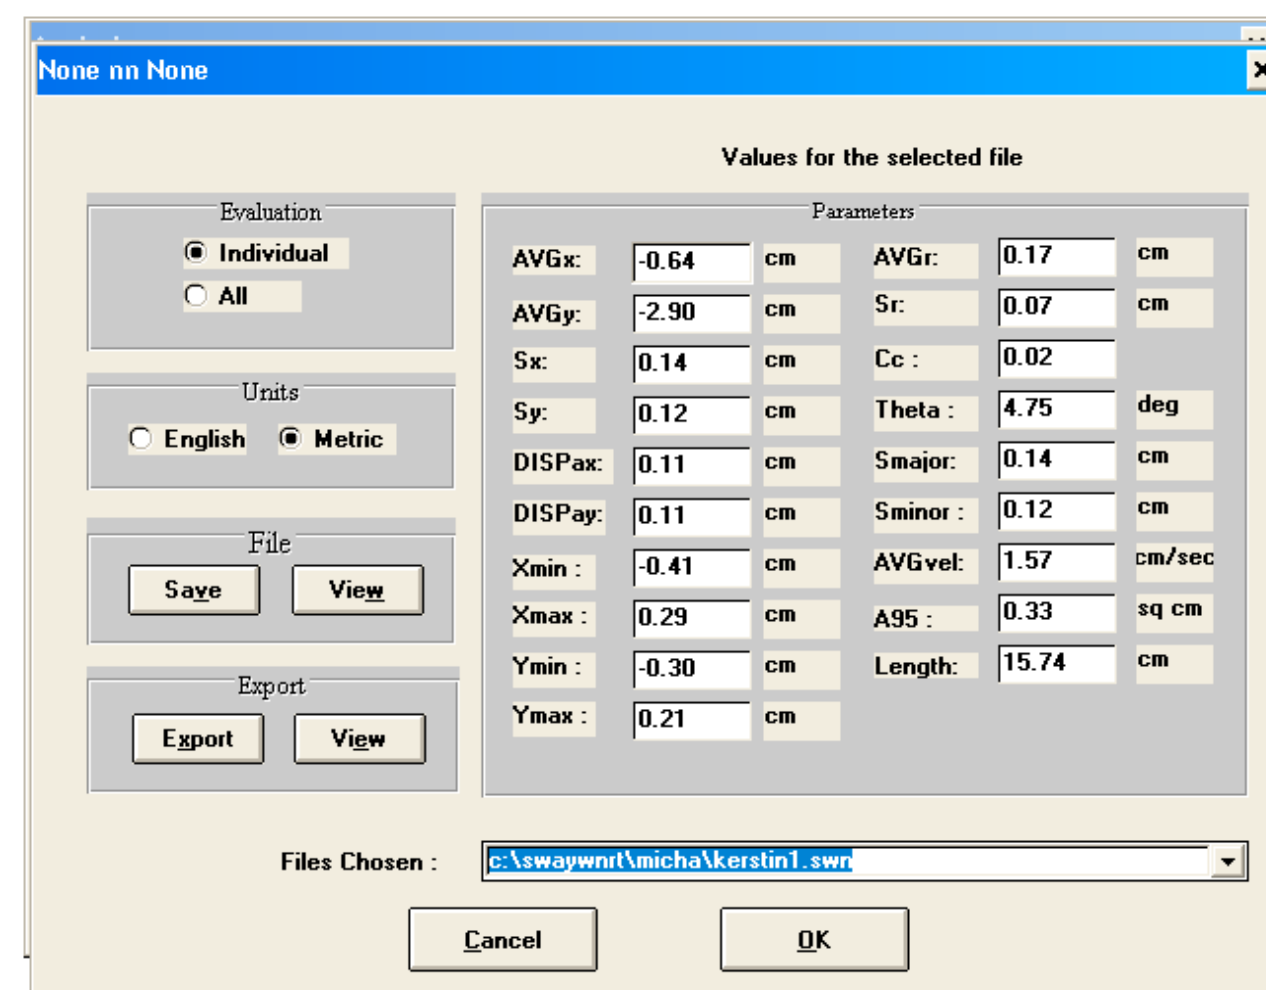 None nn None
Values for the selected file
Evaluation
Individual
All
Units
English Metric
File
Save View
Export
Export View
Parameters
AVGx: -0.64 cm AVGr: 0.17 cm
AVGy: -2.90 cm Sr: 0.07 cm
Sx: 0.14 cm Cc : 0.02
Sy: 0.12 cm Theta : 4.75 deg
DISPax: 0.11 cm Smajor: 0.14 cm
DISPay: 0.11 cm Sminor : 0.12 cm
Xmin : -0.41 cm AVGvel: 1.57 cm/sec
Xmax : 0.29 cm A95 : 0.33 sq cm
Ymin : -0.30 cm Length: 15.74 cm
Ymax : 0.21 cm
Files Chosen : c:\swaywnrt\micha\kerstin1.swn
Cancel OK